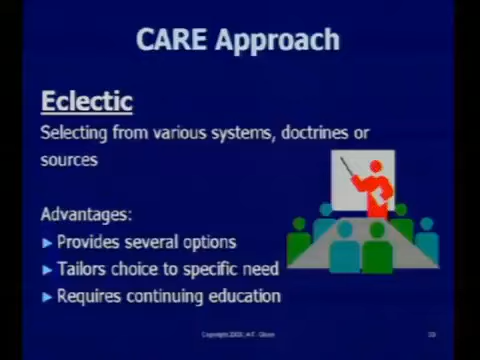 CARE Approach
Eclectic
Selecting from various systems, doctrines or
sources
Advantages:
Provides several options
Tailors choice to specific need
Requires continuing education